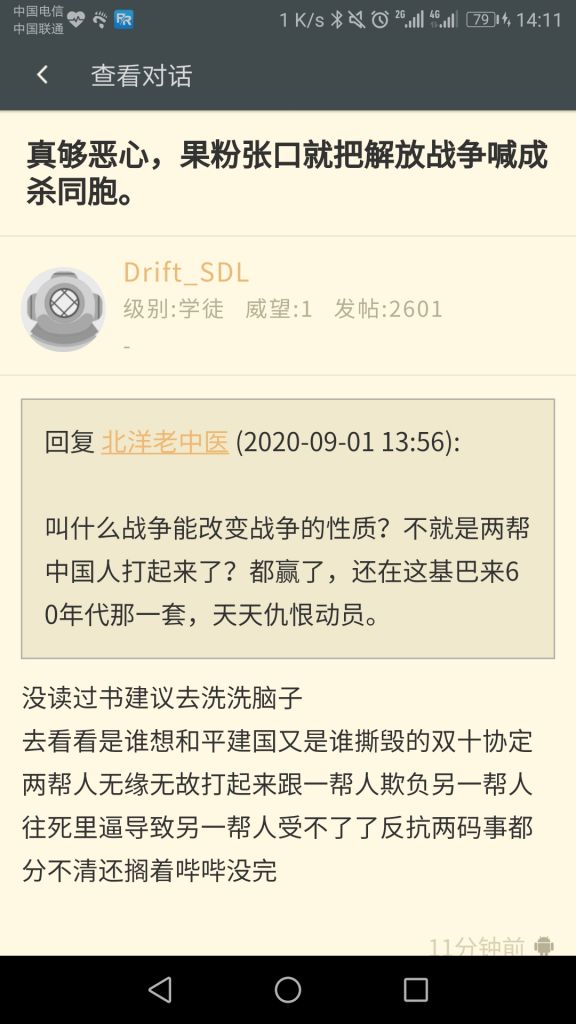 中国电信
中国联通
1 K/s 2G 4G 79 14:11
查看对话
真够恶心，果粉张口就把解放战争喊成
杀同胞。
Drift_SDL
级别:学徒 威望:1 发帖:2601
-
回复 北洋老中医 (2020-09-01 13:56):
叫什么战争能改变战争的性质？不就是两帮
中国人打起来了？都赢了，还在这基巴来6
0年代那一套，天天仇恨动员。
没读过书建议去洗洗脑子
去看看是谁想和平建国又是谁撕毁的双十协定
两帮人无缘无故打起来跟一帮人欺负另一帮人
往死里逼导致另一帮人受不了了反抗两码事都
分不清还搁着哔哔没完
11分钟前